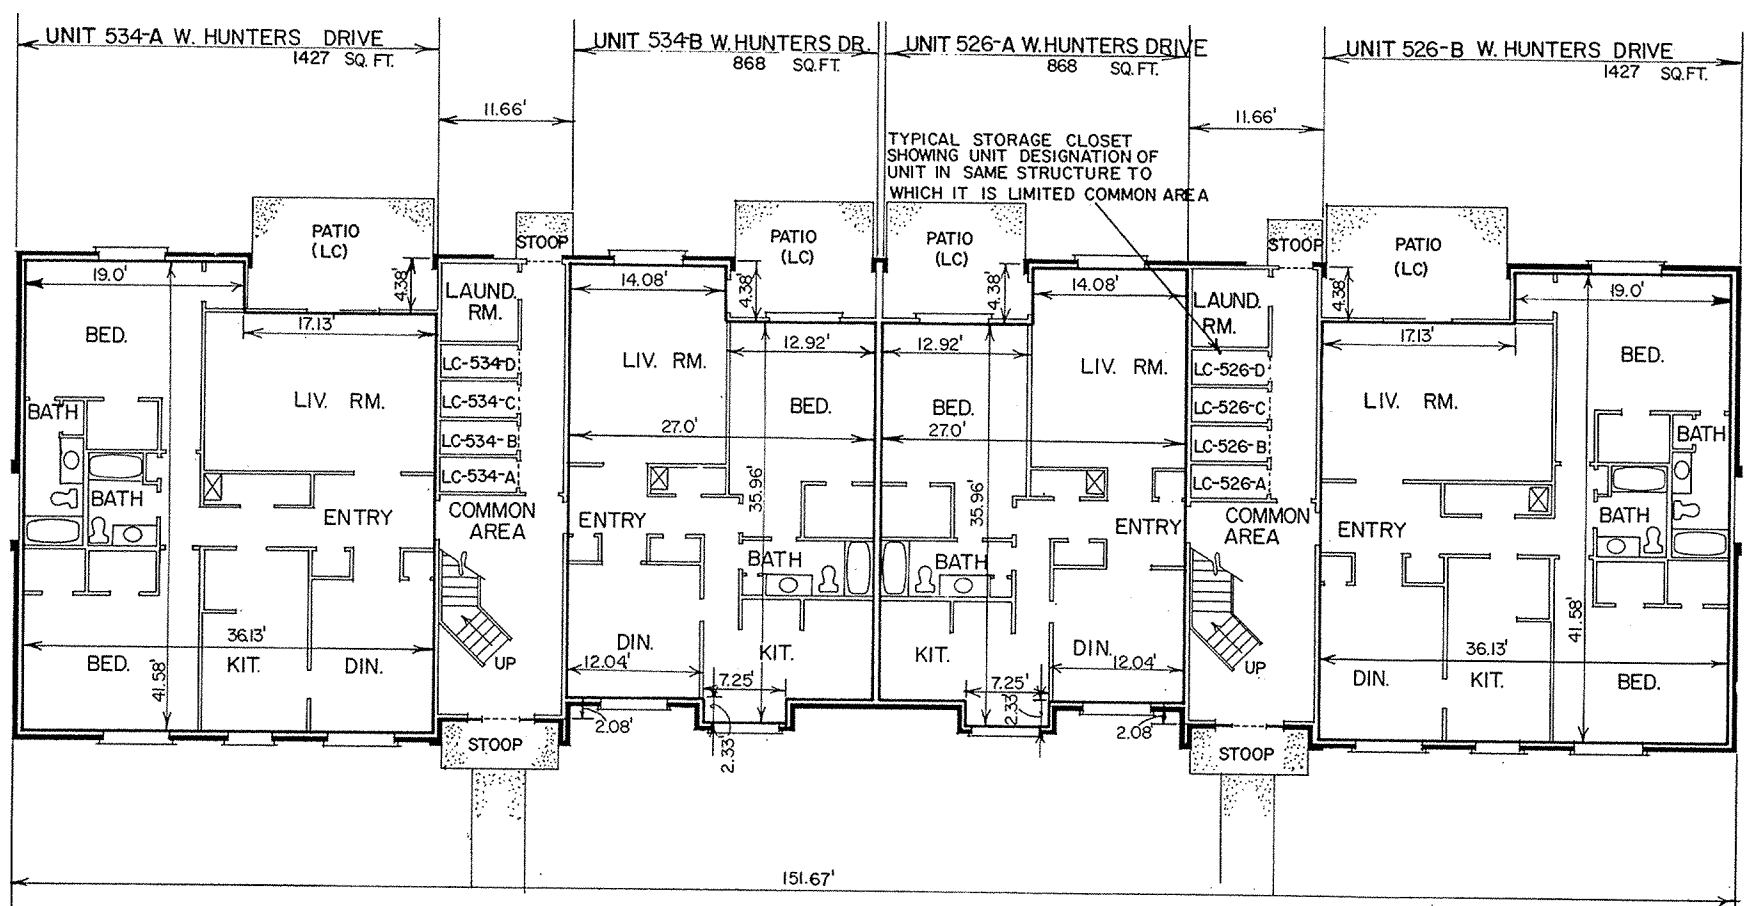 UNIT 534-A W. HUNTERS DRIVE
1427 SQ. FT.
UNIT 534-B W. HUNTERS DR.
868 SQ.FT.
UNIT 526-A W. HUNTERS DRIVE
868 SQ.FT.
UNIT 526-B W. HUNTERS DRIVE
1427 SQ.FT.
11.66'
11.66'
TYPICAL STORAGE CLOSET
SHOWING UNIT DESIGNATION OF
UNIT IN SAME STRUCTURE TO
WHICH IT IS LIMITED COMMON AREA
PATIO
(LC)
STOOP
PATIO
(LC)
PATIO
(LC)
STOOP
PATIO
(LC)
19.0'
4.38'
LAUND.
RM.
14.08'
4.38'
4.38'
14.08'
LAUND.
RM.
4.38'
19.0'
BED.
17.13'
LIV. RM.
12.92'
12.92'
LIV. RM.
17.13'
BED.
LC-534-D
LC-534-C
LC-534-B
LC-534-A
LC-526-D
LC-526-C
LC-526-B
LC-526-A
BATH
LIV. RM.
BED.
BED.
LIV. RM.
BATH
27.0'
27.0'
BATH
ENTRY
COMMON
AREA
ENTRY
35.96'
35.96'
ENTRY
COMMON
AREA
ENTRY
BATH
BATH
BATH
36.13'
BED.
41.58'
KIT.
DIN.
UP
DIN.
12.04'
KIT.
7.25'
KIT.
7.25'
DIN.
12.04'
UP
DIN.
36.13'
KIT.
41.58'
BED.
STOOP
2.08'
2.33'
2.33'
2.08'
STOOP
151.67'